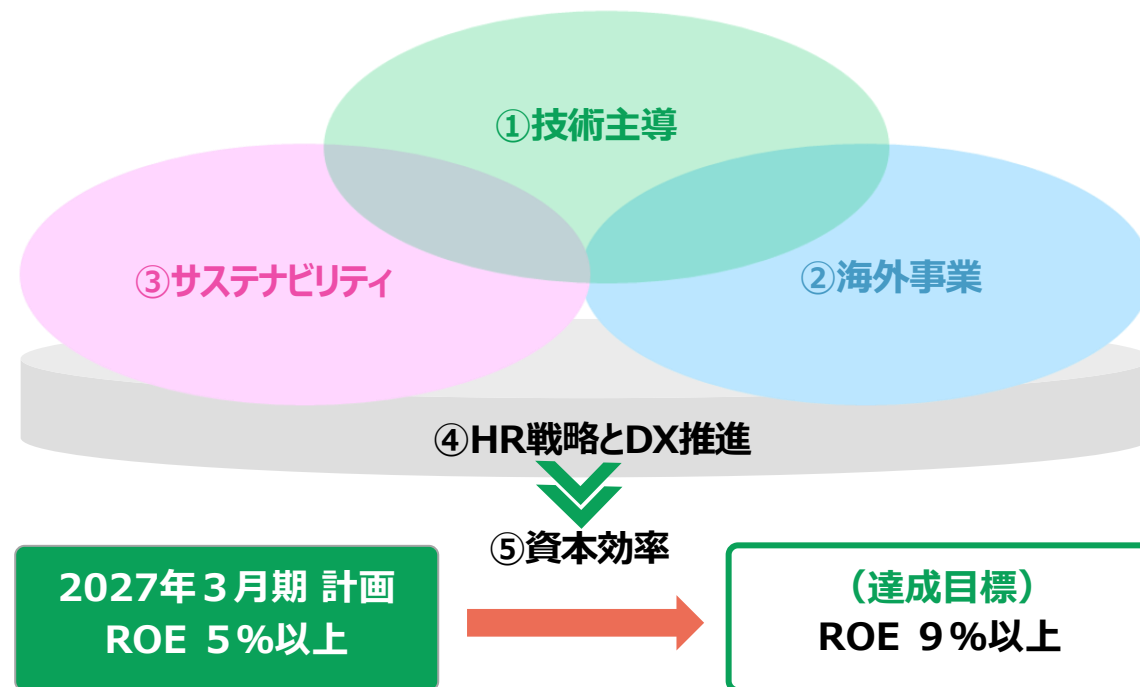 ①技術主導
③サステナビリティ
②海外事業
④HR戦略とDX推進
⑤資本効率
2027年３月期 計画
ROE ５%以上
（達成目標）
ROE ９%以上